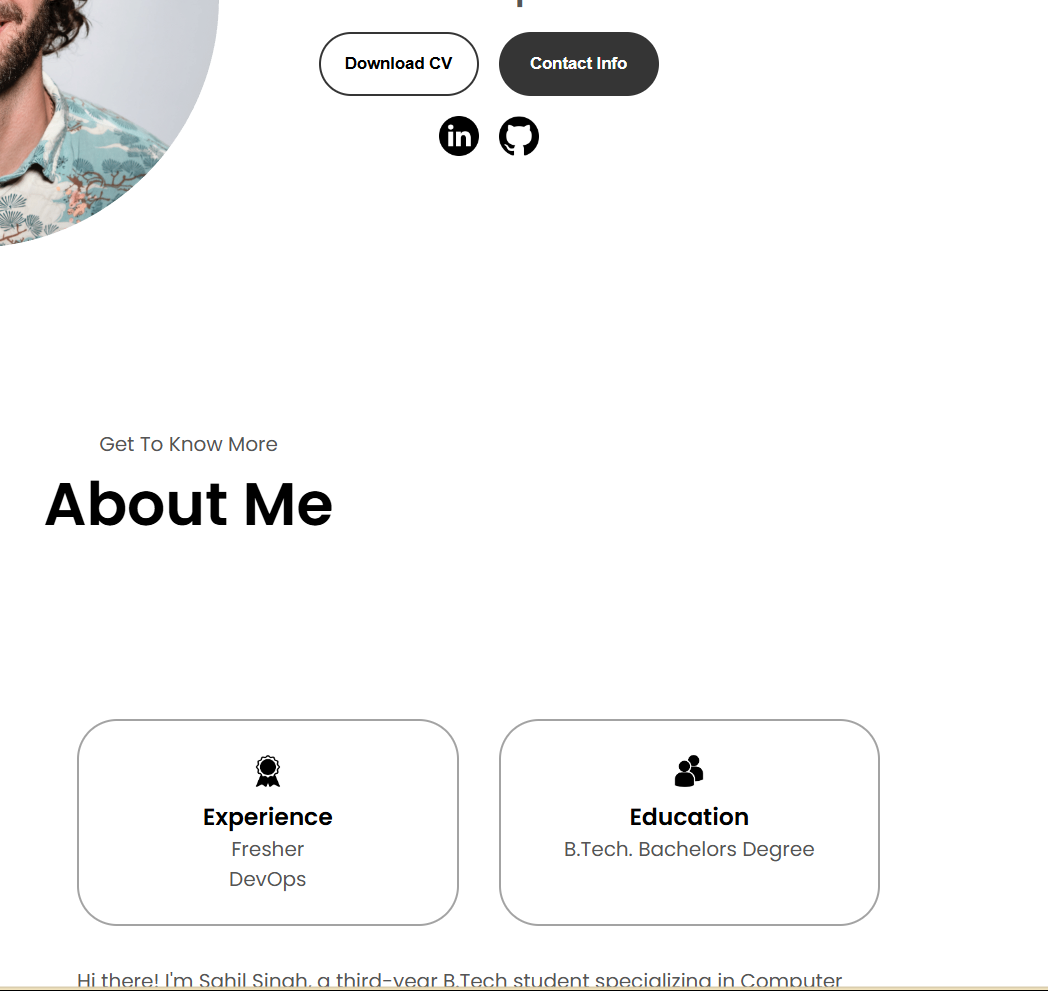 Download CV
Contact Info
in
Get To Know More
About Me
Experience
Fresher
DevOps
Education
B.Tech. Bachelors Degree
Hi there! I'm Sahil Singh, a third-year B.Tech student specializing in Computer